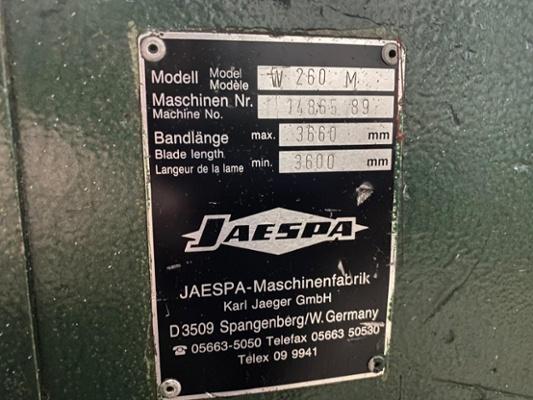 Modell Model Modèle W 260 M
Maschinen Nr. Machine No. 14865 89
Bandlänge max. 3660 mm
Blade length
Langeur de la lame min. 3600 mm
JAESPA
JAESPA-Maschinenfabrik
Karl Jaeger GmbH
D3509 Spangenberg/W. Germany
☎ 05663-5050 Telefax 05663 50530
Telex 09 9941